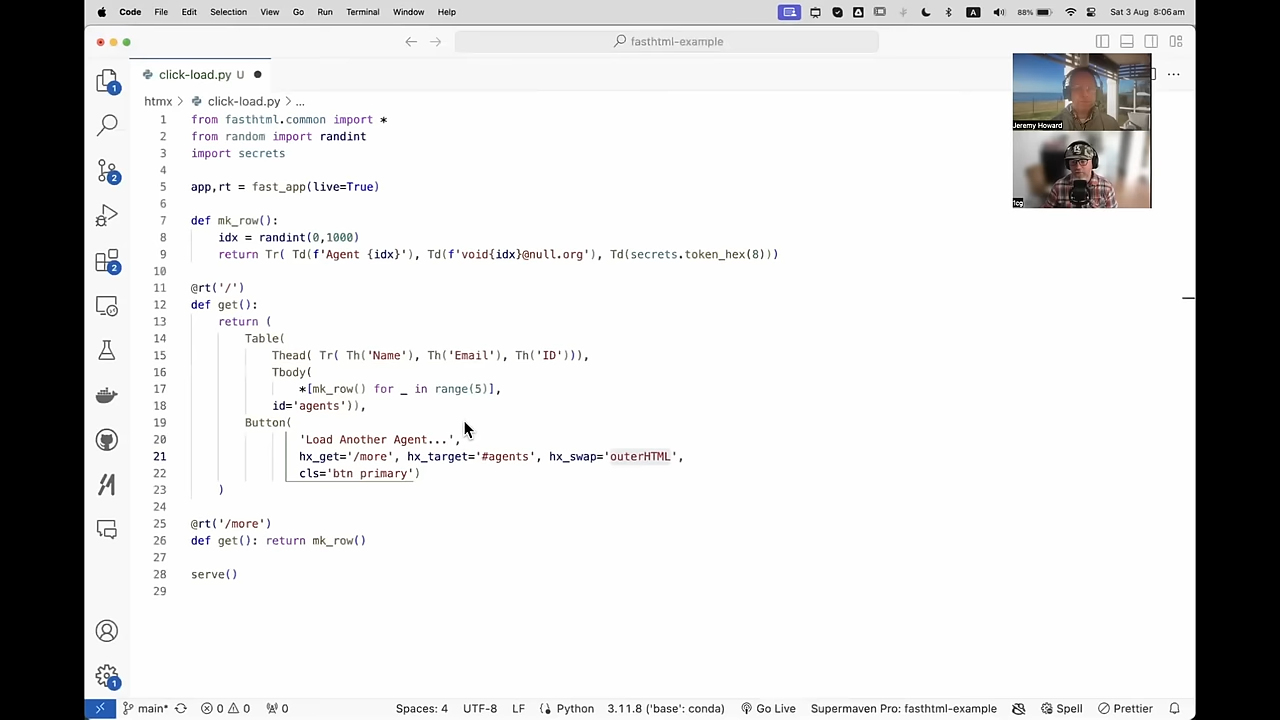 Code File Edit Selection View Go Run Terminal Window Help A 88% Sat 3 Aug 8:06 am
fasthtml-example
click-load.py U
htmx > click-load.py > ...
Jeremy Howard
1 from fasthtml.common import *
2 from random import randint
3 import secrets
4
5 app,rt = fast_app(live=True)
6
7 def mk_row():
8 idx = randint(0,1000)
9 return Tr( Td(f'Agent {idx}'), Td(f'void{idx}@null.org'), Td(secrets.token_hex(8)))
10
11 @rt('/')
12 def get():
13 return (
14 Table(
15 Thead( Tr( Th('Name'), Th('Email'), Th('ID'))),
16 Tbody(
17 *[mk_row() for _ in range(5)],
18 id='agents')),
19 Button(
20 'Load Another Agent...',
21 hx_get='/more', hx_target='#agents', hx_swap='outerHTML',
22 cls='btn primary')
23 )
24
25 @rt('/more')
26 def get(): return mk_row()
27
28 serve()
29
1
2
2
1
main* 0 0 0 Spaces: 4 UTF-8 LF Python 3.11.8 ('base': conda) Go Live Supermaven Pro: fasthtml-example Spell Prettier